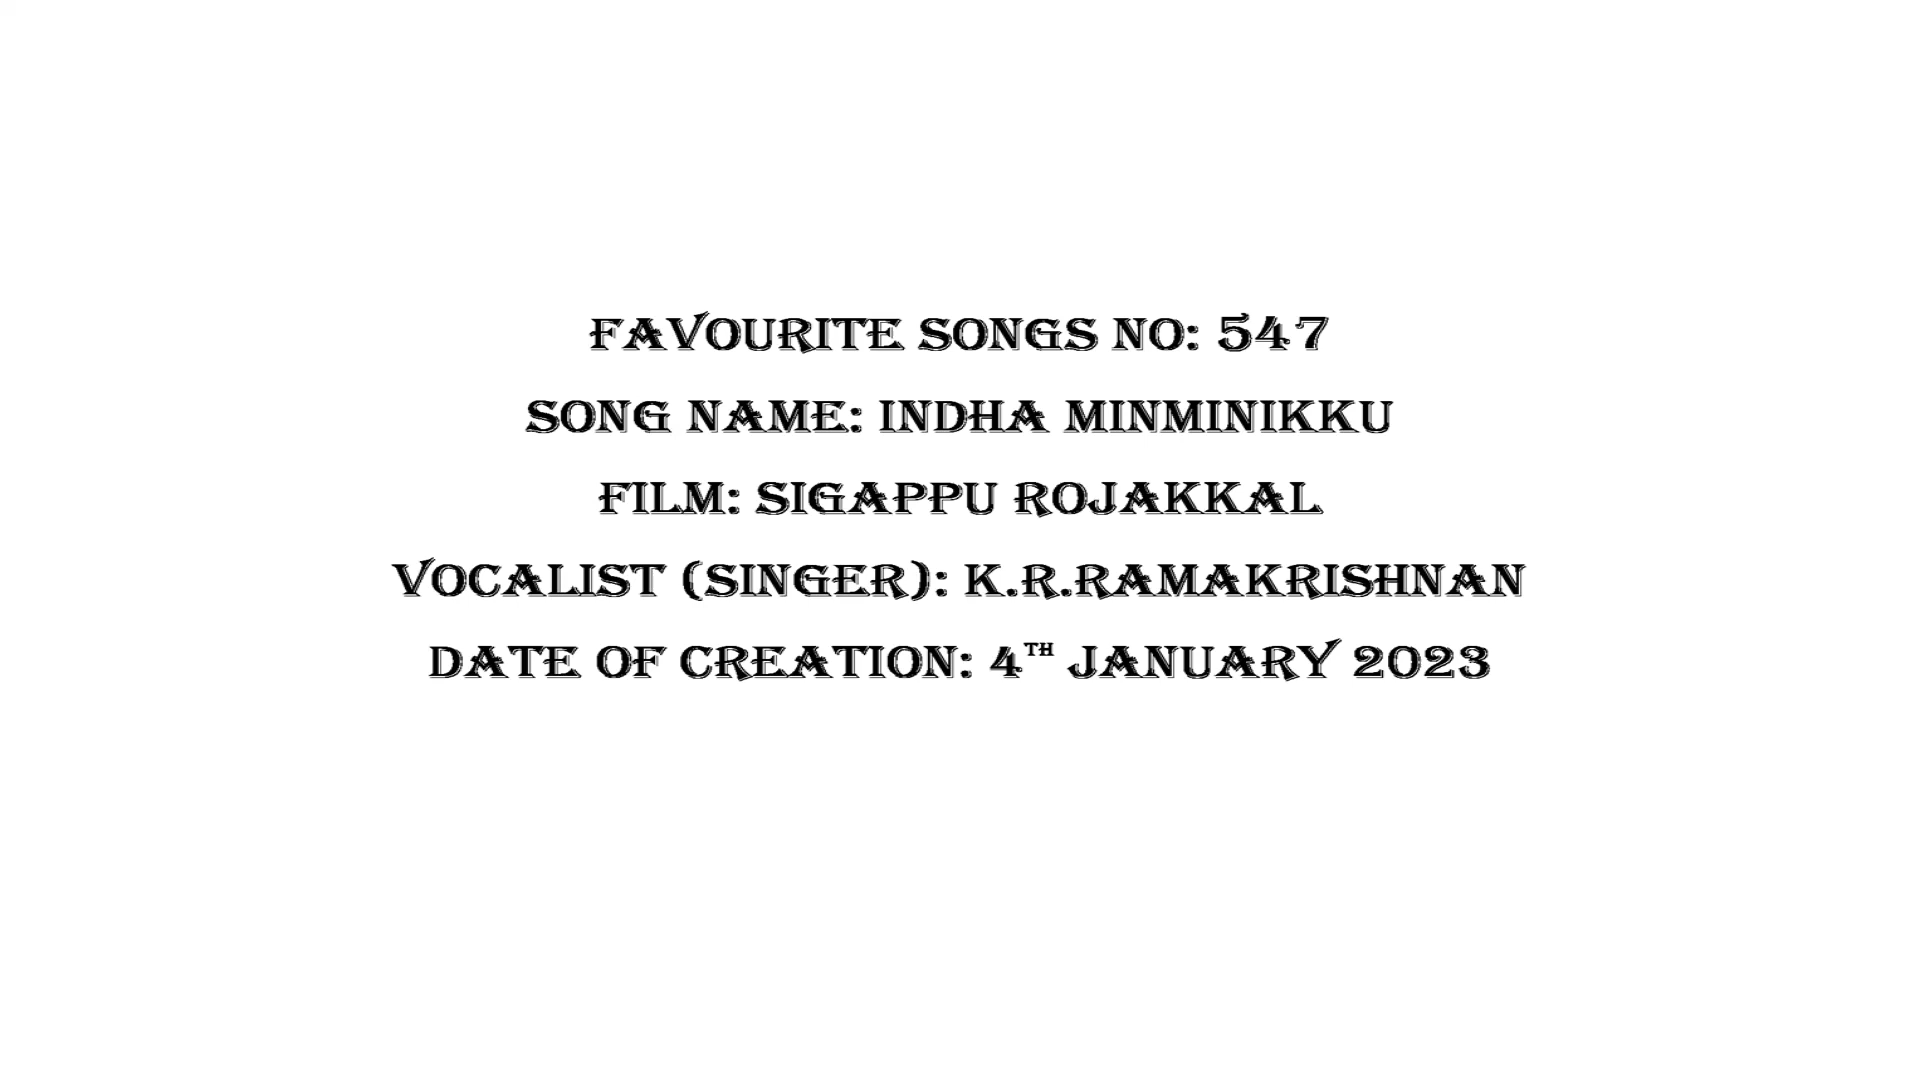 FAVOURITE SONGS NO: 547
SONG NAME: INDHA MINMINIKKU
FILM: SIGAPPU ROJAKKAL
VOCALIST (SINGER): K.R.RAMAKRISHNAN
DATE OF CREATION: 4TH JANUARY 2023